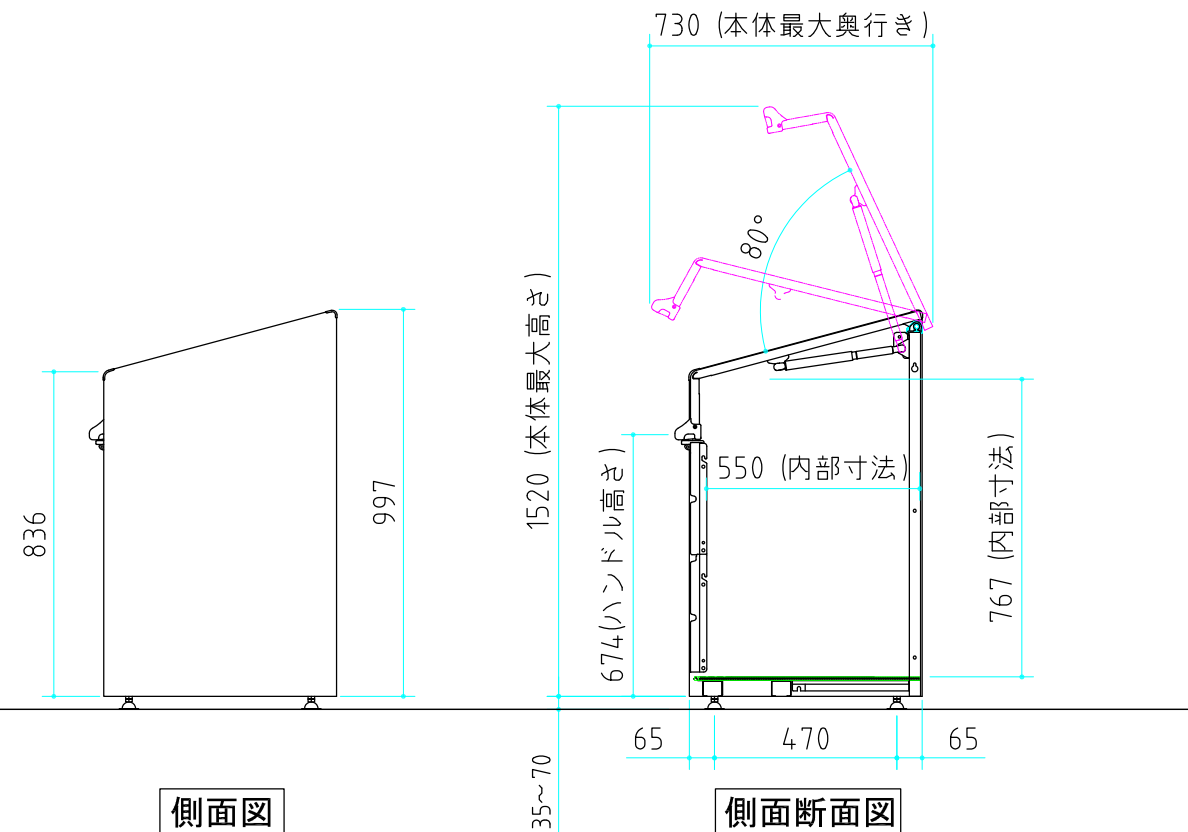 730 (本体最大奥行き)
80°
1520 (本体最大高さ)
836
997
674(ハンドル高さ)
550 (内部寸法)
767 (内部寸法)
65
470
65
35~70
側面図
側面断面図